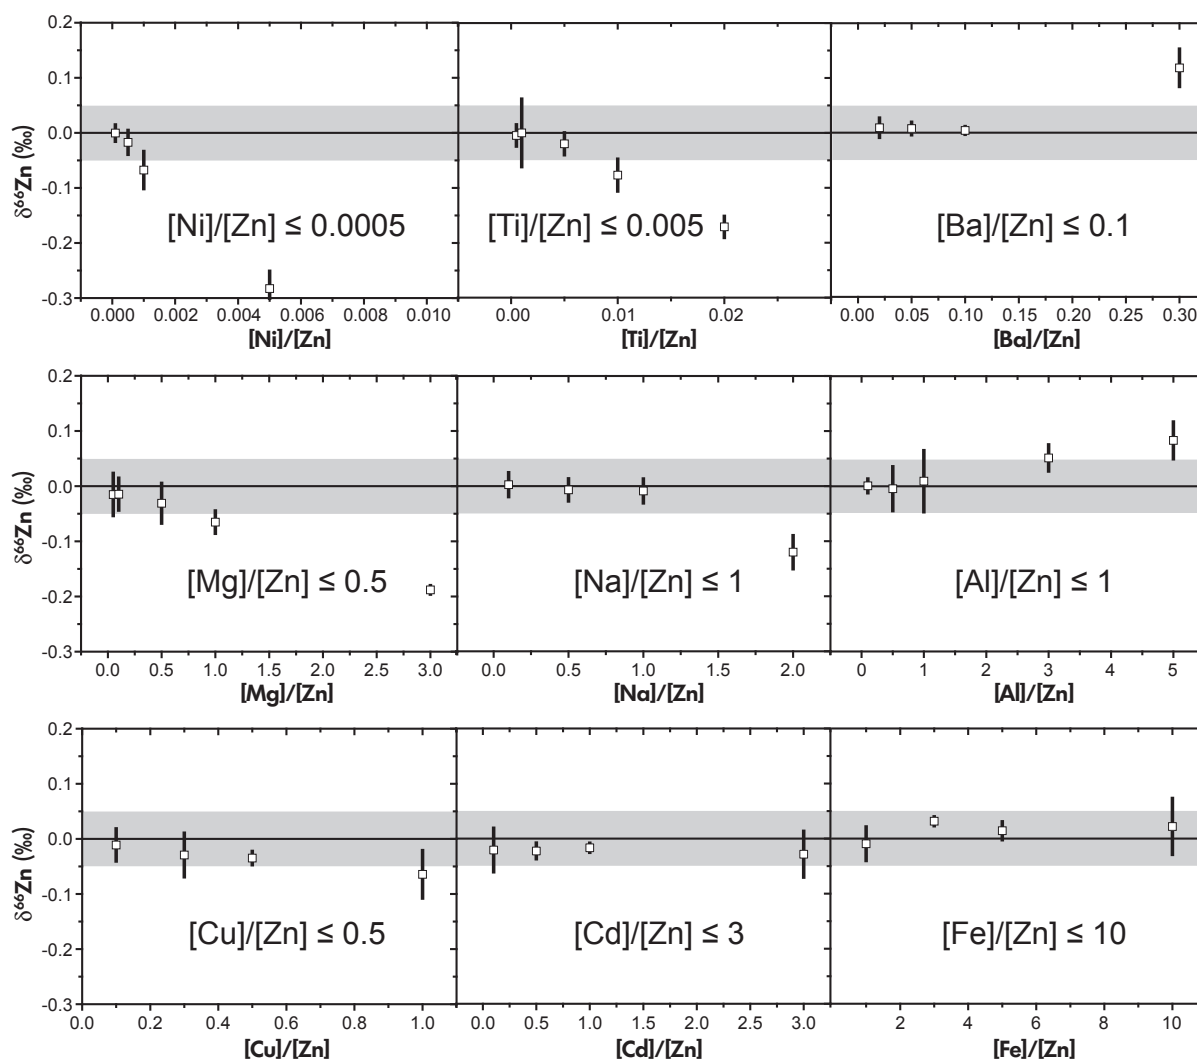 0.2
0.1
0.0
-0.1
-0.2
-0.3
δ⁶⁶Zn (‰)
[Ni]/[Zn] ≤ 0.0005
[Ti]/[Zn] ≤ 0.005
[Ba]/[Zn] ≤ 0.1
0.000 0.002 0.004 0.006 0.008 0.010
0.00 0.01 0.02
0.00 0.05 0.10 0.15 0.20 0.25 0.30
[Ni]/[Zn]
[Ti]/[Zn]
[Ba]/[Zn]
0.2
0.1
0.0
-0.1
-0.2
-0.3
δ⁶⁶Zn (‰)
[Mg]/[Zn] ≤ 0.5
[Na]/[Zn] ≤ 1
[Al]/[Zn] ≤ 1
0.0 0.5 1.0 1.5 2.0 2.5 3.0
0.0 0.5 1.0 1.5 2.0
0 1 2 3 4 5
[Mg]/[Zn]
[Na]/[Zn]
[Al]/[Zn]
0.2
0.1
0.0
-0.1
-0.2
-0.3
δ⁶⁶Zn (‰)
[Cu]/[Zn] ≤ 0.5
[Cd]/[Zn] ≤ 3
[Fe]/[Zn] ≤ 10
0.0 0.2 0.4 0.6 0.8 1.0
0.0 0.5 1.0 1.5 2.0 2.5 3.0
2 4 6 8 10
[Cu]/[Zn]
[Cd]/[Zn]
[Fe]/[Zn]